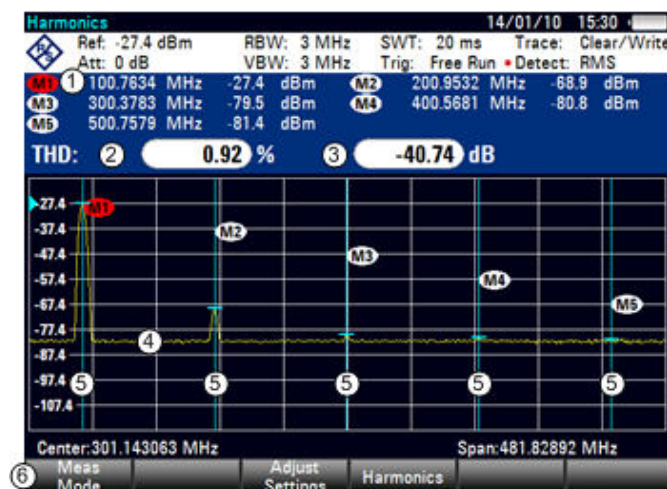 Harmonics 14/01/10 15:30
Ref: -27.4 dBm RBW: 3 MHz SWT: 20 ms Trace: Clear/Write
Att: 0 dB VBW: 3 MHz Trig: Free Run • Detect: RMS
M1 1 100.7634 MHz -27.4 dBm M2 200.9532 MHz -68.9 dBm
M3 300.3783 MHz -79.5 dBm M4 400.5681 MHz -80.8 dBm
M5 500.7579 MHz -81.4 dBm
THD: 2 0.92 % 3 -40.74 dB
-27.4 M1
-37.4 M2
-47.4 M3
-57.4 M4
-67.4 M5
-77.4
4
-87.4
-97.4 5 5 5 5 5
-107.4
Center:301.143063 MHz Span:481.82892 MHz
6 Meas Mode Adjust Settings Harmonics